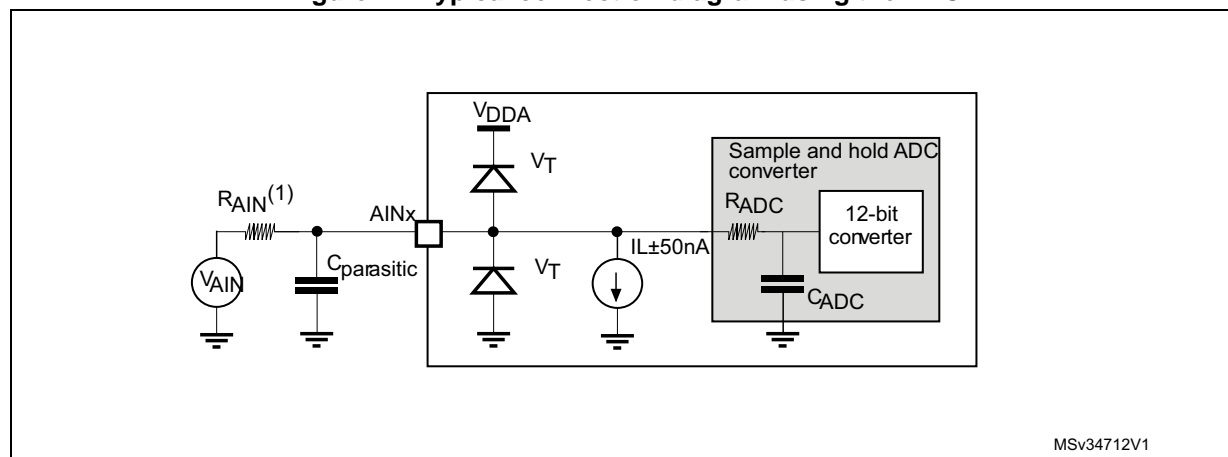 VDDA
VT
Sample and hold ADC
converter
RAIN(1)
AINx
RADC
12-bit
converter
IL±50nA
VAIN
Cparasitic
VT
CADC
MSv34712V1